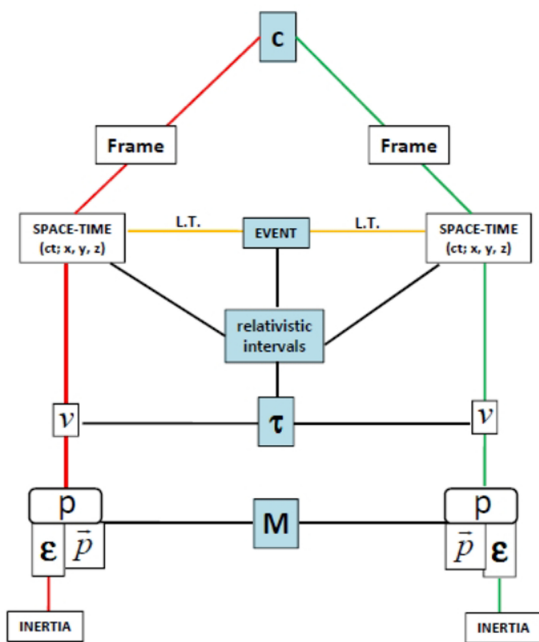 c
Frame
Frame
SPACE-TIME
(ct; x, y, z)
L.T.
EVENT
L.T.
SPACE-TIME
(ct; x, y, z)
relativistic
intervals
v
τ
v
p
ε
p⃗
M
p
p⃗
ε
INERTIA
INERTIA